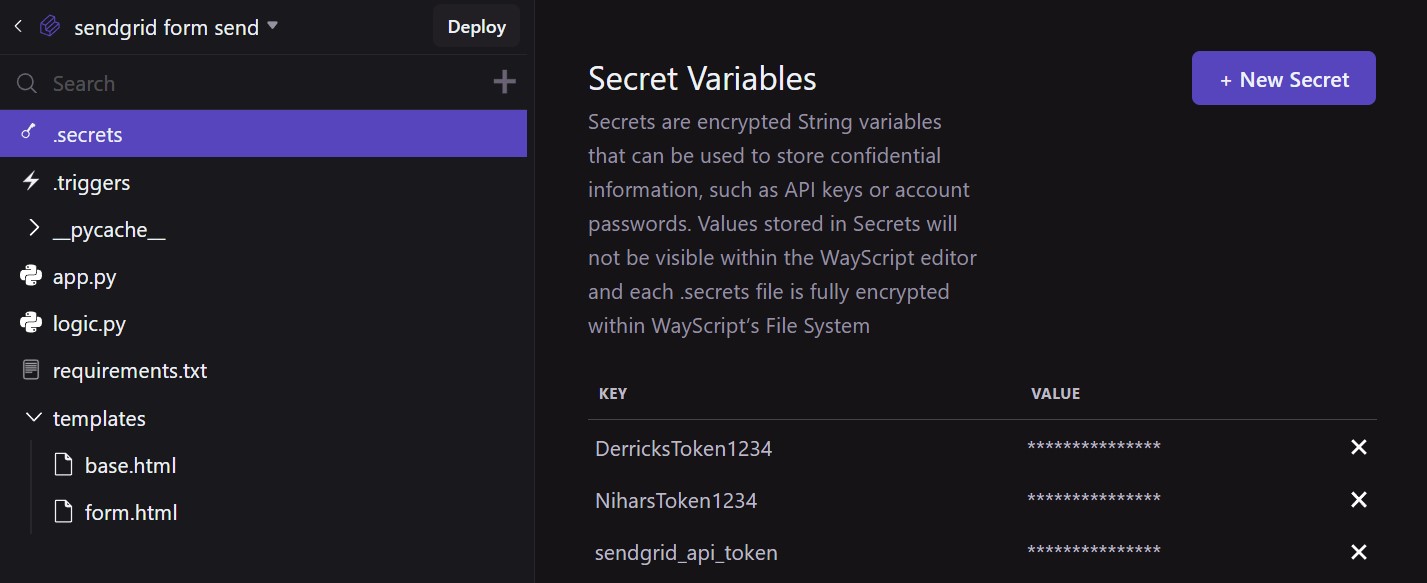 sendgrid form send
Deploy
Search
.secrets
.triggers
__pycache__
app.py
logic.py
requirements.txt
templates
base.html
form.html
Secret Variables
+ New Secret
Secrets are encrypted String variables
that can be used to store confidential
information, such as API keys or account
passwords. Values stored in Secrets will
not be visible within the WayScript editor
and each .secrets file is fully encrypted
within WayScript’s File System
KEY VALUE
DerricksToken1234 ***************
NiharsToken1234 ***************
sendgrid_api_token ***************